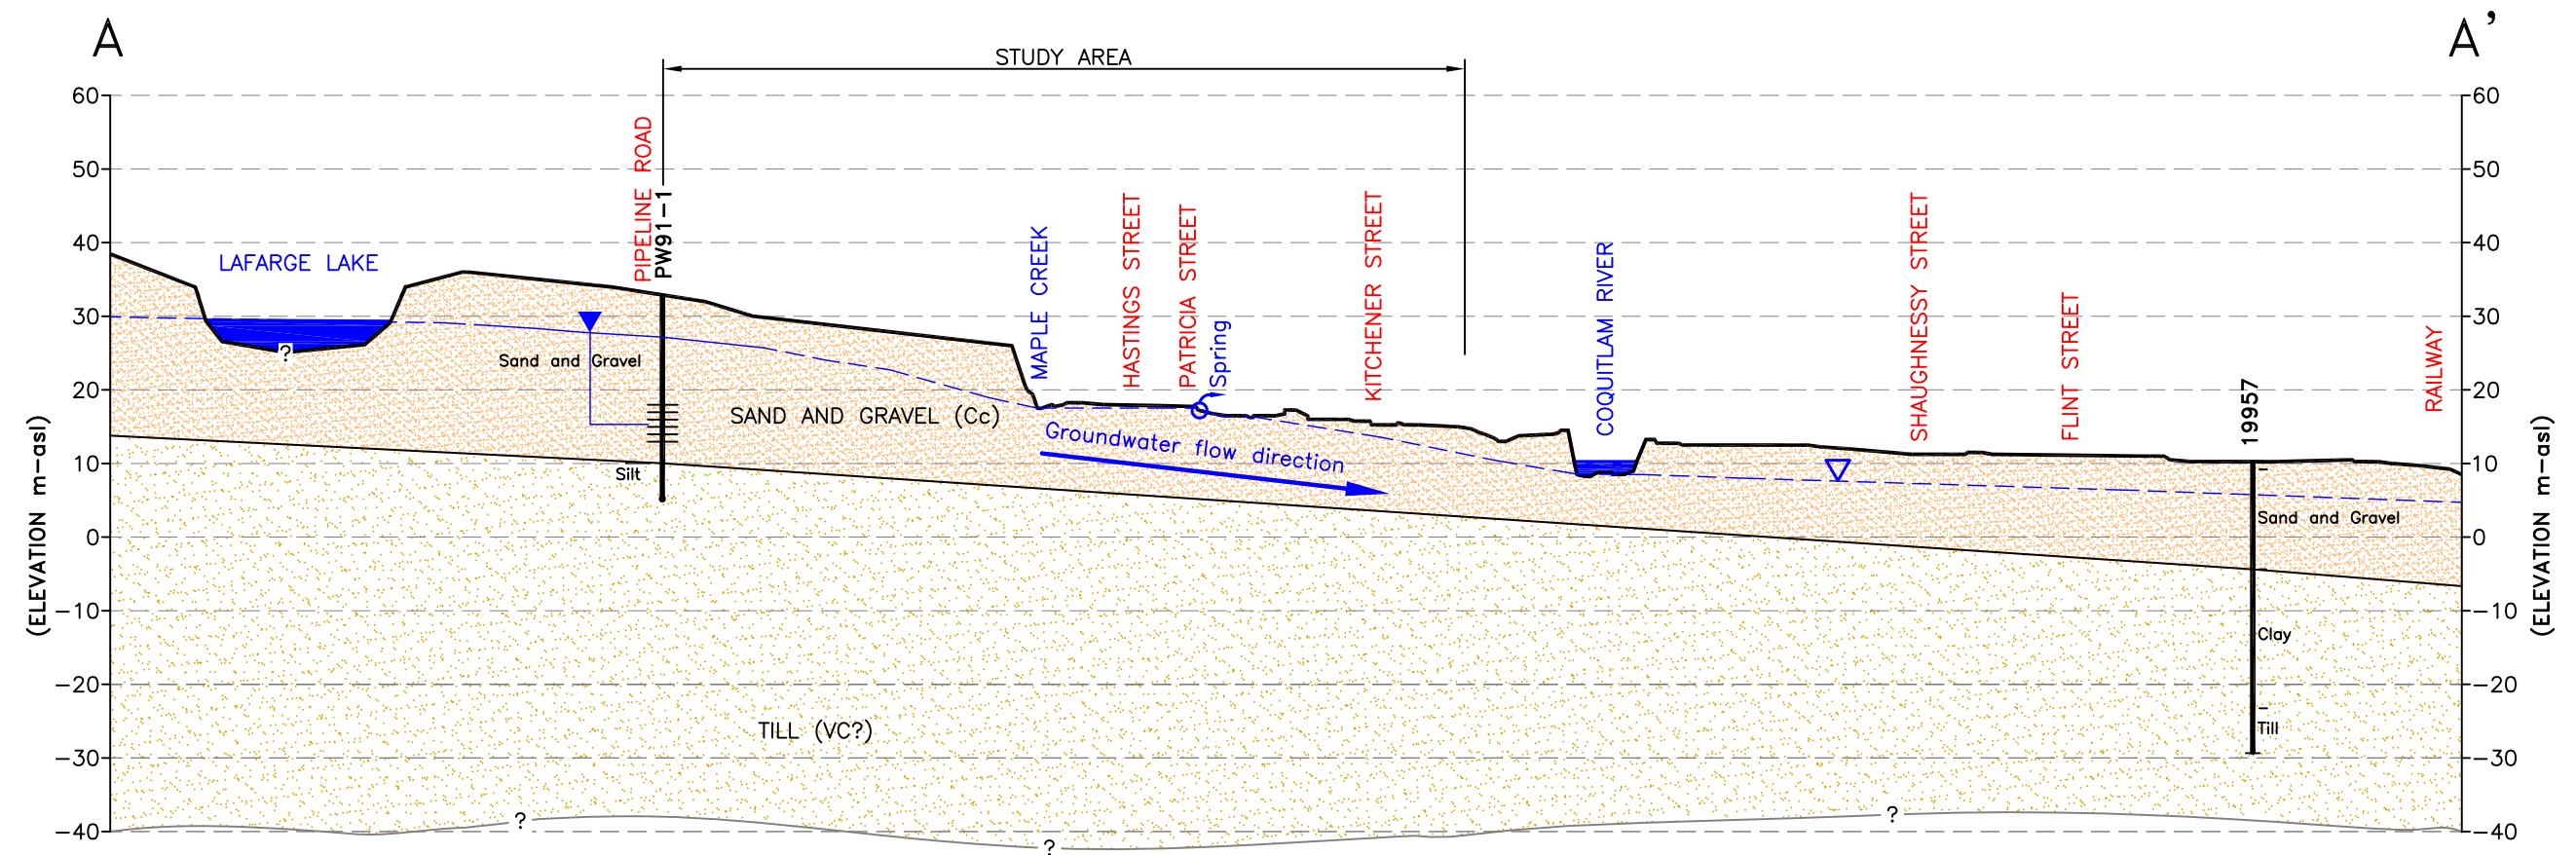 A
A'
STUDY AREA
60
60
50
50
40
40
30
30
20
20
10
10
0
0
-10
-10
-20
-20
-30
-30
-40
-40
(ELEVATION m-asl)
(ELEVATION m-asl)
LAFARGE LAKE
?
PIPELINE ROAD
PW91-1
MAPLE CREEK
HASTINGS STREET
PATRICIA STREET
Spring
KITCHENER STREET
COQUITLAM RIVER
SHAUGHNESSY STREET
FLINT STREET
19957
RAILWAY
Sand and Gravel
SAND AND GRAVEL (Cc)
Groundwater flow direction
Silt
Sand and Gravel
Clay
Till
TILL (VC?)
?
?
?